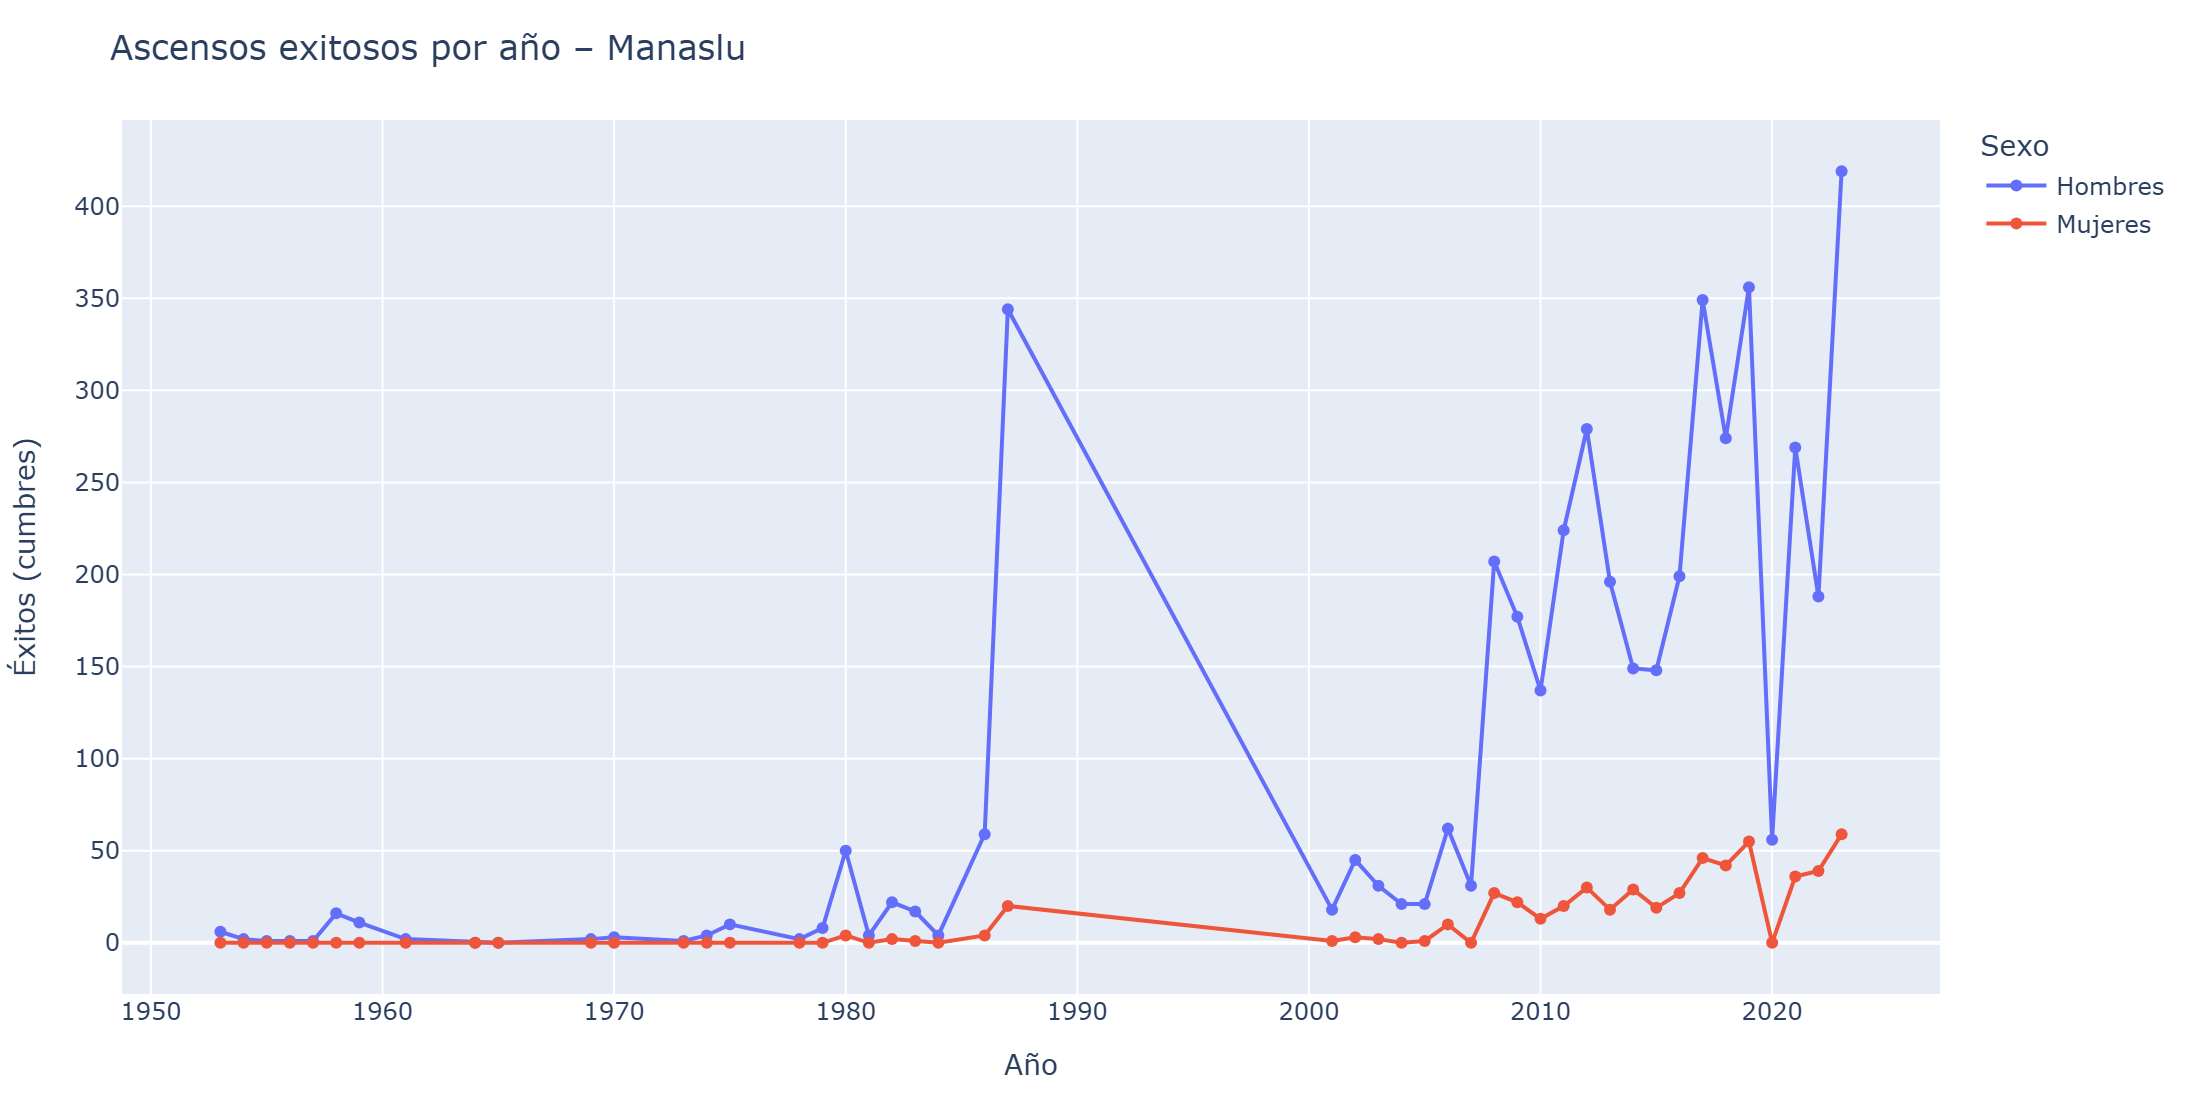 Ascensos exitosos por año – Manaslu
Sexo
Hombres
Mujeres
Éxitos (cumbres)
400
350
300
250
200
150
100
50
0
1950 1960 1970 1980 1990 2000 2010 2020
Año